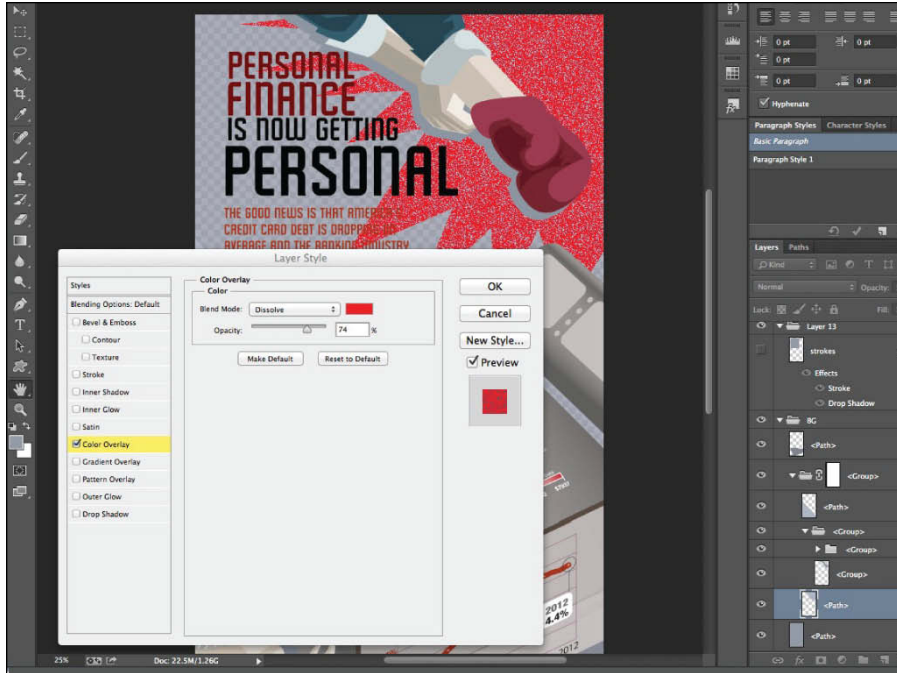 PERSONAL
FINANCE
IS NOW GETTING
PERSONAL
THE GOOD NEWS IS THAT AMERICA'S
CREDIT CARD DEBT IS DROPPING ON
AVERAGE AND THE BANKING INDUSTRY
Layer Style
Styles
Blending Options: Default
Bevel & Emboss
Contour
Texture
Stroke
Inner Shadow
Inner Glow
Satin
Color Overlay
Gradient Overlay
Pattern Overlay
Outer Glow
Drop Shadow
Color Overlay
Color
Blend Mode: Dissolve
Opacity: 74 %
Make Default Reset to Default
OK
Cancel
New Style...
Preview
2012
4.4%
2012
25% Doc: 22.5M/1.26G
0 pt 0 pt
0 pt
0 pt 0 pt
Hyphenate
Paragraph Styles Character Styles
Basic Paragraph
Paragraph Style 1
Layers Paths
Kind
Normal Opacity:
Lock: Fill:
Layer 13
strokes
Effects
Stroke
Drop Shadow
BG
<Path>
<Group>
<Path>
<Group>
<Group>
<Group>
<Path>
<Path>